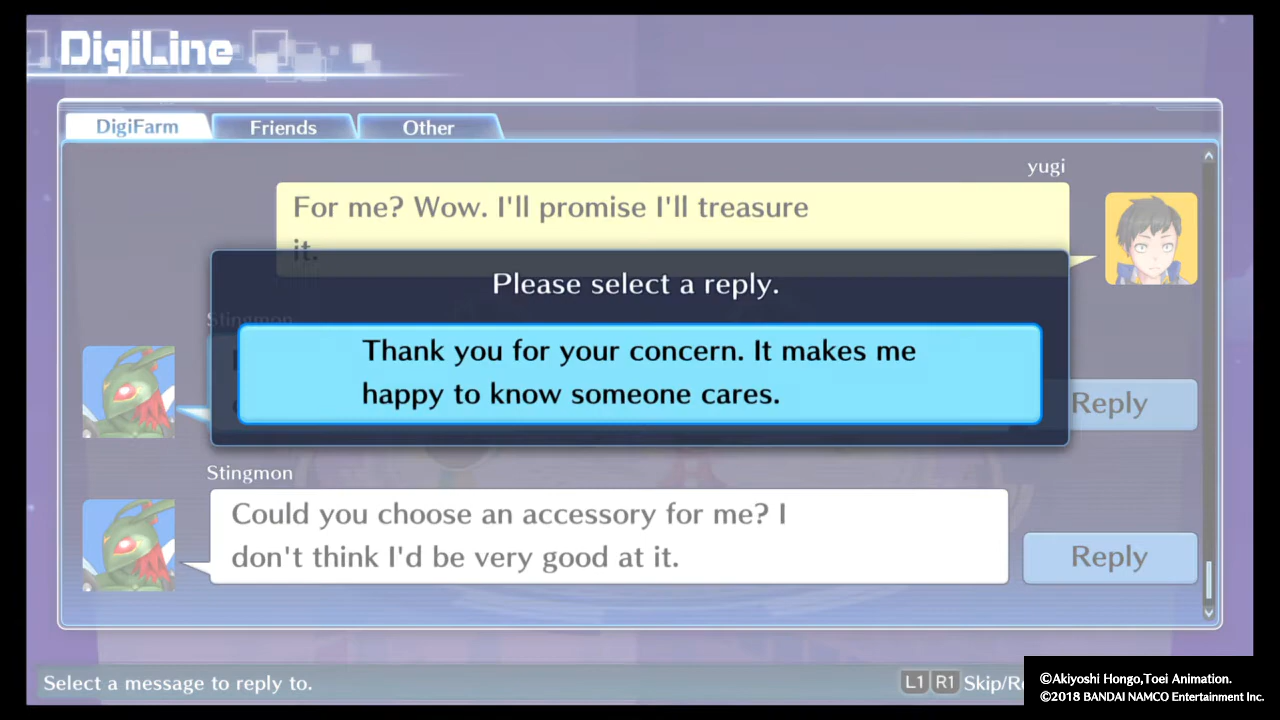 DigiLine
DigiFarm
Friends
Other
yugi
For me? Wow. I'll promise I'll treasure
it.
Please select a reply.
Stingmon
Thank you for your concern. It makes me
happy to know someone cares.
Reply
Stingmon
Could you choose an accessory for me? I
don't think I'd be very good at it.
Reply
Select a message to reply to.
L1 R1 Skip/Re
©Akiyoshi Hongo,Toei Animation.
©2018 BANDAI NAMCO Entertainment Inc.